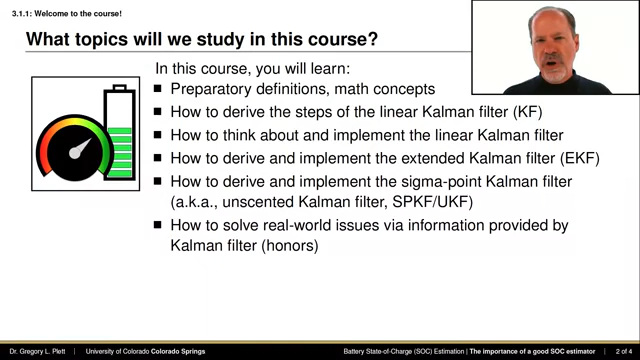 3.1.1: Welcome to the course!
What topics will we study in this course?
In this course, you will learn:
Preparatory definitions, math concepts
How to derive the steps of the linear Kalman filter (KF)
How to think about and implement the linear Kalman filter
How to derive and implement the extended Kalman filter (EKF)
How to derive and implement the sigma-point Kalman filter
(a.k.a., unscented Kalman filter, SPKF/UKF)
How to solve real-world issues via information provided by
Kalman filter (honors)
Dr. Gregory L. Plett | University of Colorado Colorado Springs Battery State-of-Charge (SOC) Estimation | The importance of a good SOC estimator | 2 of 4